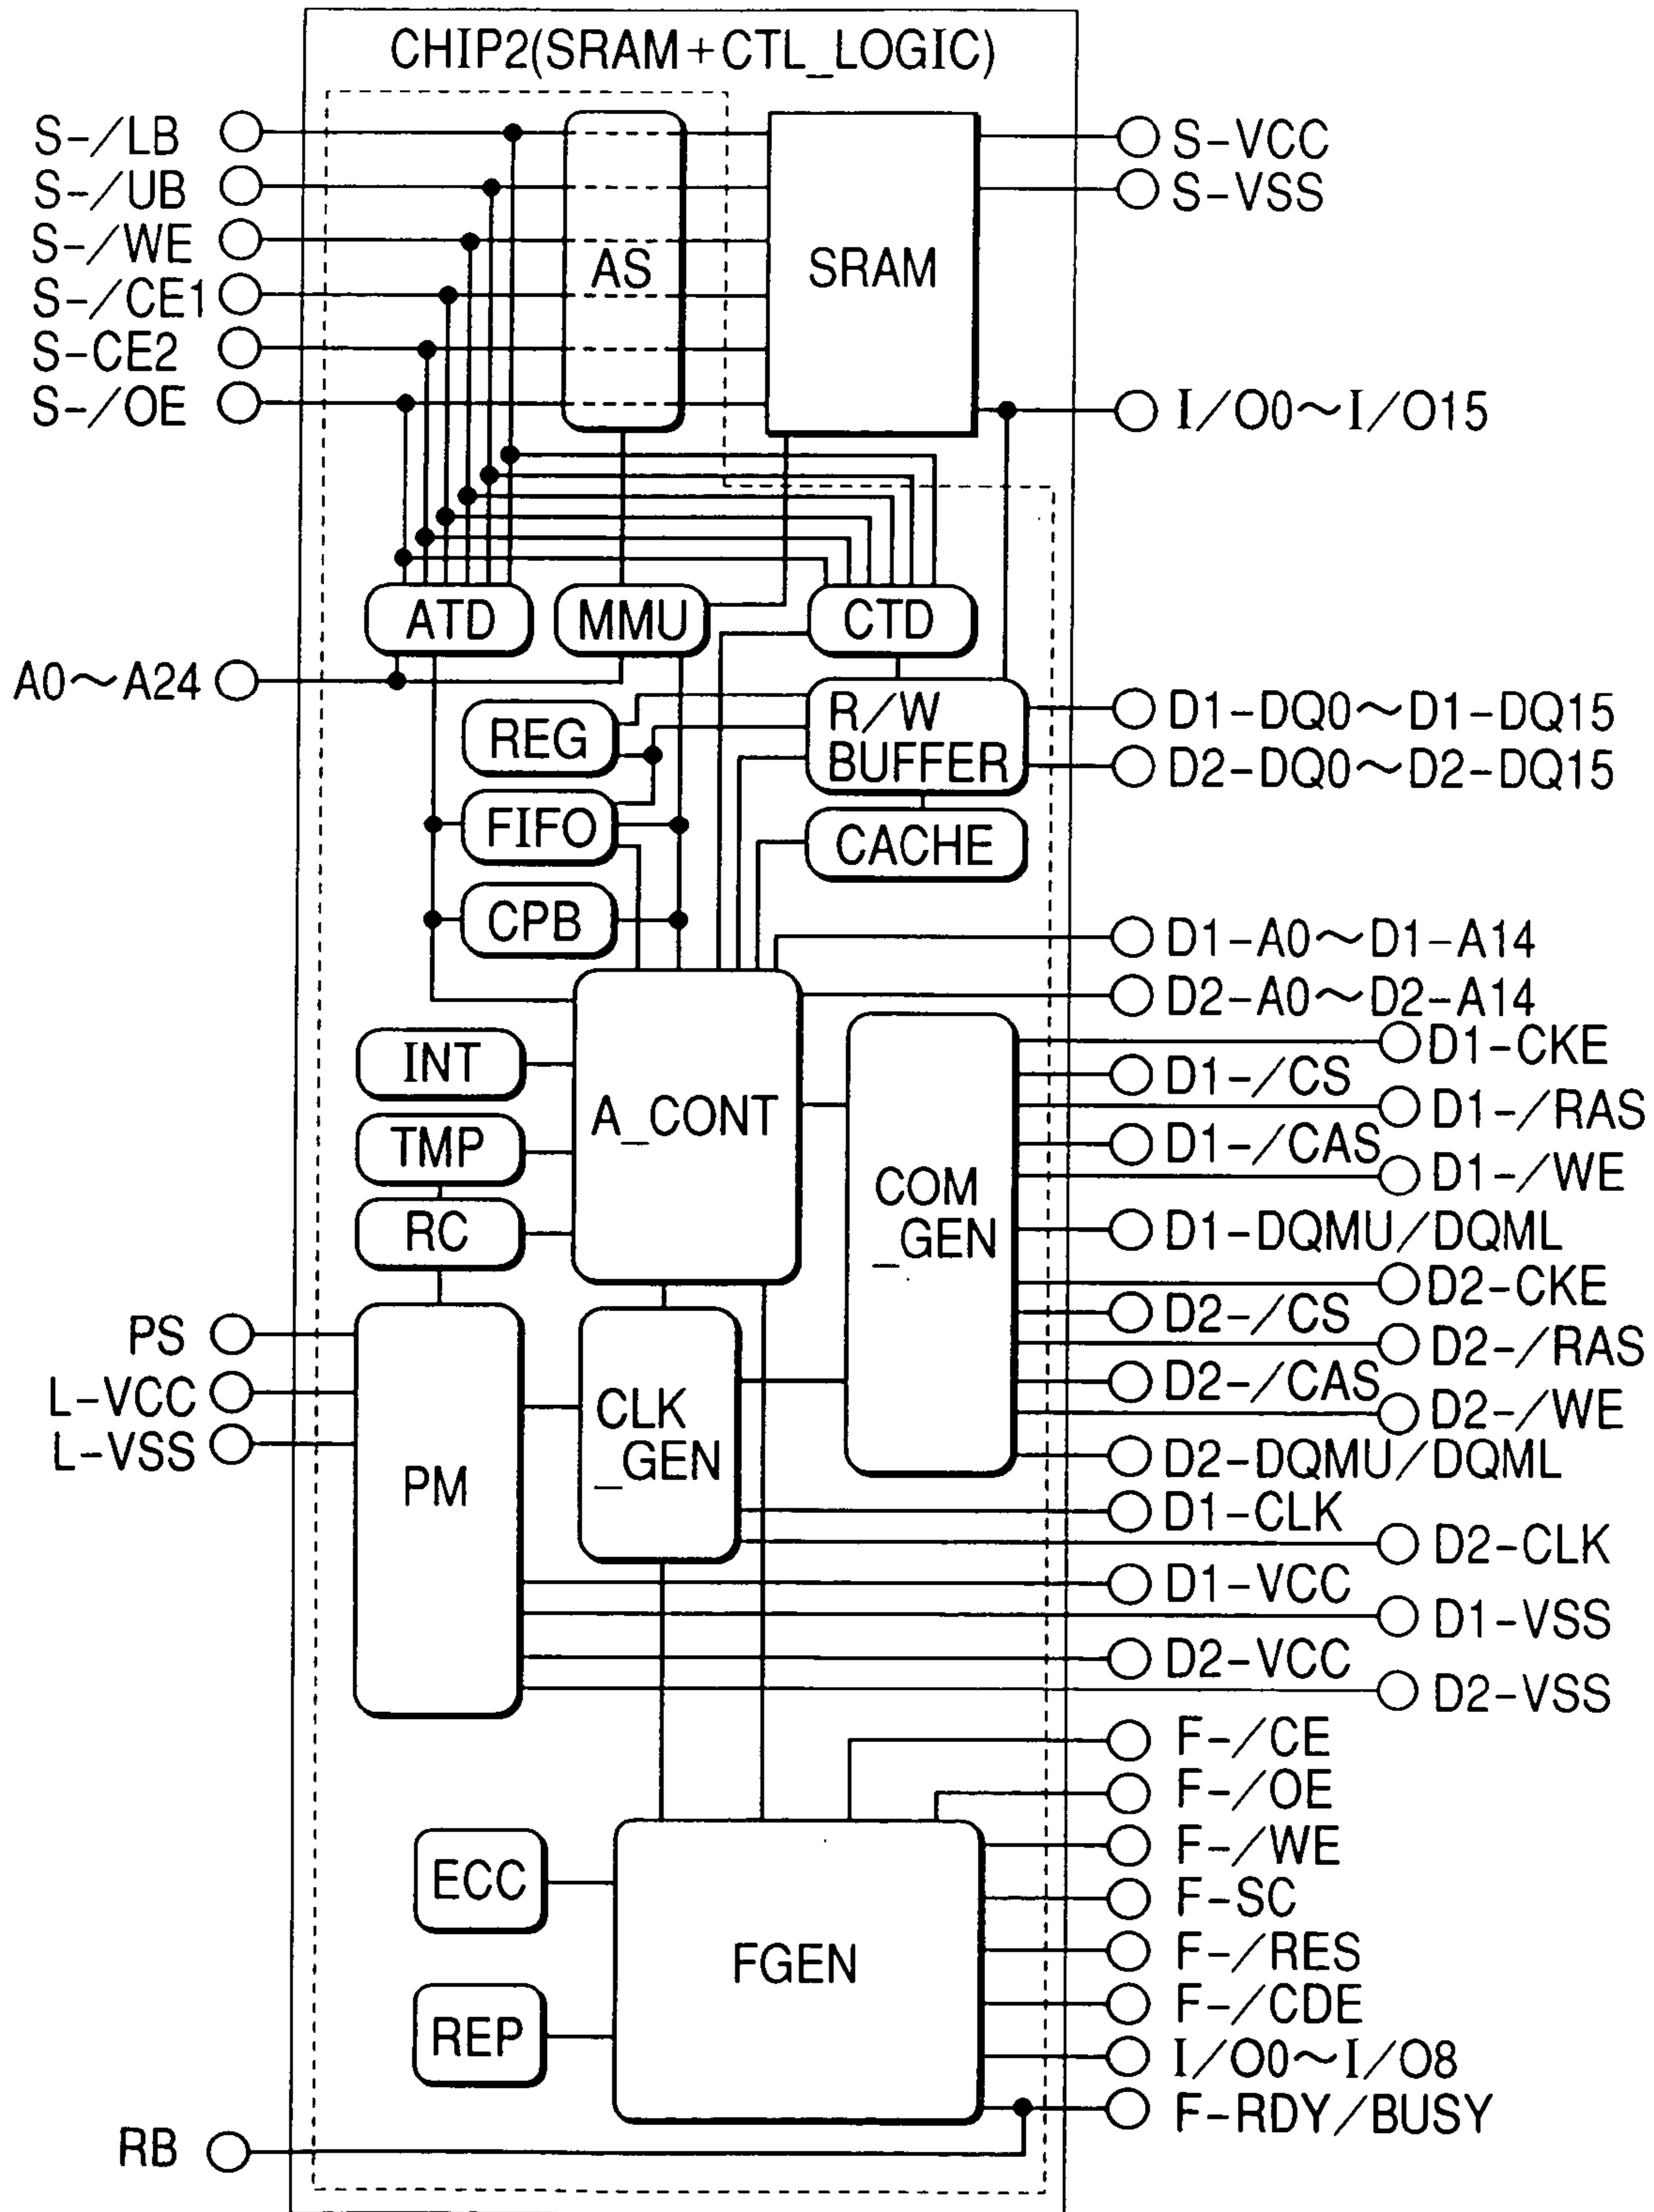 CHIP2(SRAM+CTL_LOGIC)
S-/LB
S-/UB
S-/WE
S-/CE1
S-CE2
S-/OE
AS
SRAM
S-VCC
S-VSS
I/O0~I/O15
ATD
MMU
CTD
A0~A24
REG
FIFO
CPB
R/W
BUFFER
CACHE
D1-DQ0~D1-DQ15
D2-DQ0~D2-DQ15
D1-A0~D1-A14
D2-A0~D2-A14
INT
TMP
RC
A_CONT
COM
_GEN
D1-CKE
D1-/CS
D1-/RAS
D1-/CAS
D1-/WE
D1-DQMU/DQML
D2-CKE
D2-/CS
D2-/RAS
D2-/CAS
D2-/WE
D2-DQMU/DQML
PS
L-VCC
L-VSS
PM
CLK
_GEN
D1-CLK
D2-CLK
D1-VCC
D1-VSS
D2-VCC
D2-VSS
ECC
REP
FGEN
F-/CE
F-/OE
F-/WE
F-SC
F-/RES
F-/CDE
I/O0~I/O8
F-RDY/BUSY
RB